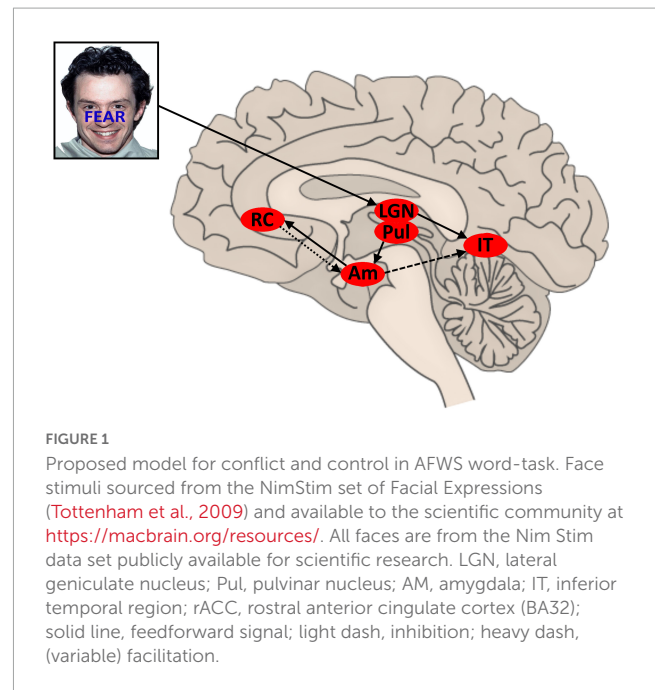 FEAR
LGN
RC
Pul
IT
Am
FIGURE 1
Proposed model for conflict and control in AFWS word-task. Face
stimuli sourced from the NimStim set of Facial Expressions
(Tottenham et al., 2009) and available to the scientific community at
https://macbrain.org/resources/. All faces are from the Nim Stim
data set publicly available for scientific research. LGN, lateral
geniculate nucleus; Pul, pulvinar nucleus; AM, amygdala; IT, inferior
temporal region; rACC, rostral anterior cingulate cortex (BA32);
solid line, feedforward signal; light dash, inhibition; heavy dash,
(variable) facilitation.